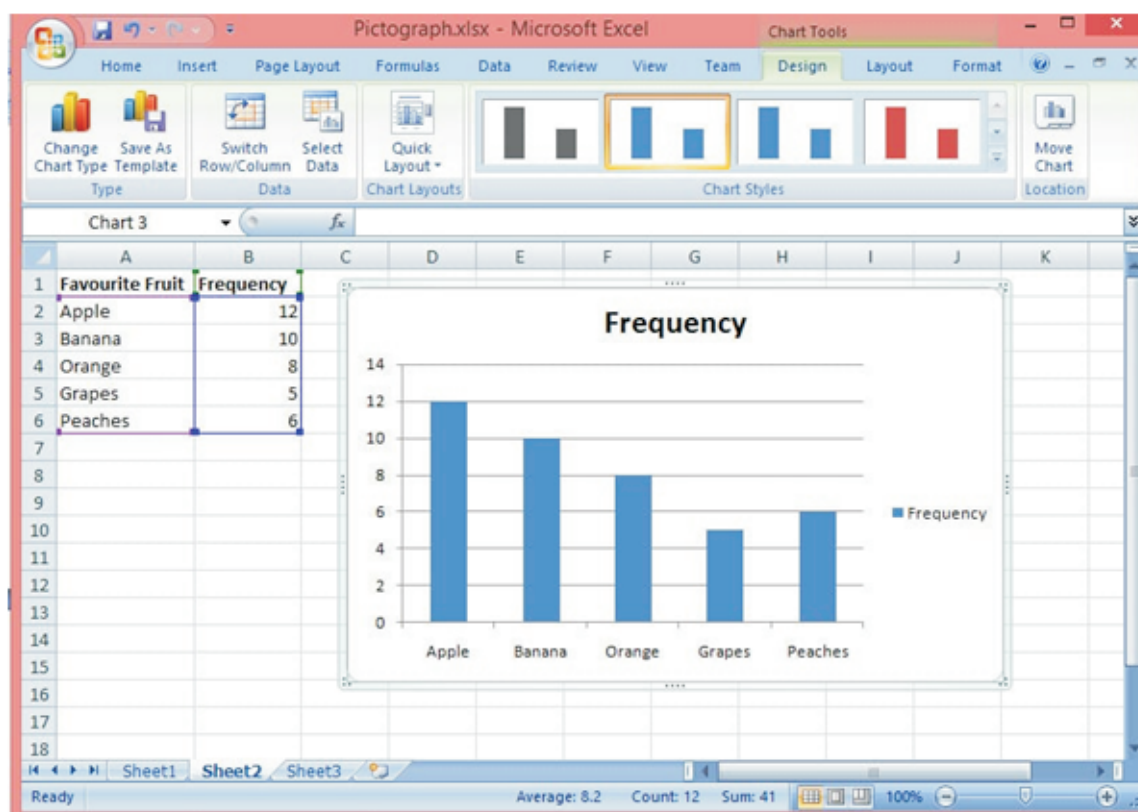 Pictograph.xlsx - Microsoft Excel
Chart Tools
Home Insert Page Layout Formulas Data Review View Team Design Layout Format
Change Chart Type
Save As Template
Switch Row/Column
Select Data
Quick Layout
Move Chart
Type Data Chart Layouts Chart Styles Location
Chart 3 fx
A B C D E F G H I J K
1 Favourite Fruit Frequency
2 Apple 12
3 Banana 10
4 Orange 8
5 Grapes 5
6 Peaches 6
7
8
9
10
11
12
13
14
15
16
17
18
Frequency
14
12
10
8
6
4
2
0
Apple Banana Orange Grapes Peaches
Frequency
Sheet1 Sheet2 Sheet3
Ready Average: 8.2 Count: 12 Sum: 41 100%